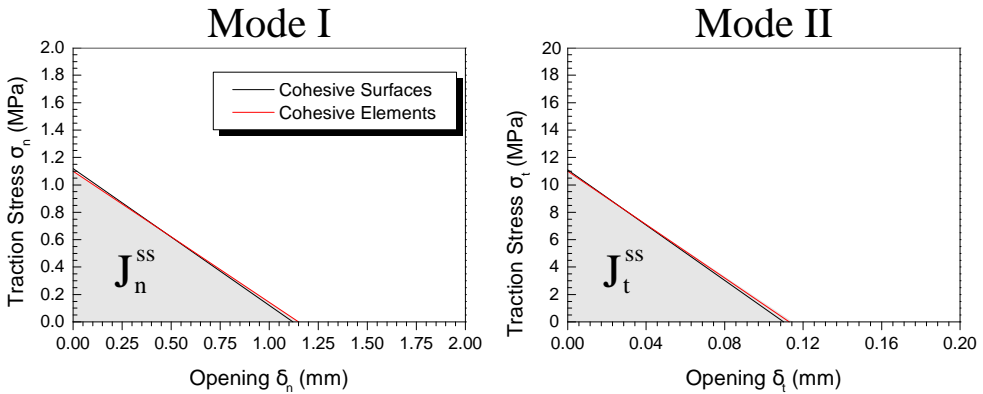 Mode I
Mode II
Traction Stress σn (MPa)
2.0
1.8
1.6
1.4
1.2
1.0
0.8
0.6
0.4
0.2
0.0
Cohesive Surfaces
Cohesive Elements
J n ss
0.00 0.25 0.50 0.75 1.00 1.25 1.50 1.75 2.00
Opening δn (mm)
Traction Stress σt (MPa)
20
18
16
14
12
10
8
6
4
2
0
J t ss
0.00 0.04 0.08 0.12 0.16 0.20
Opening δt (mm)